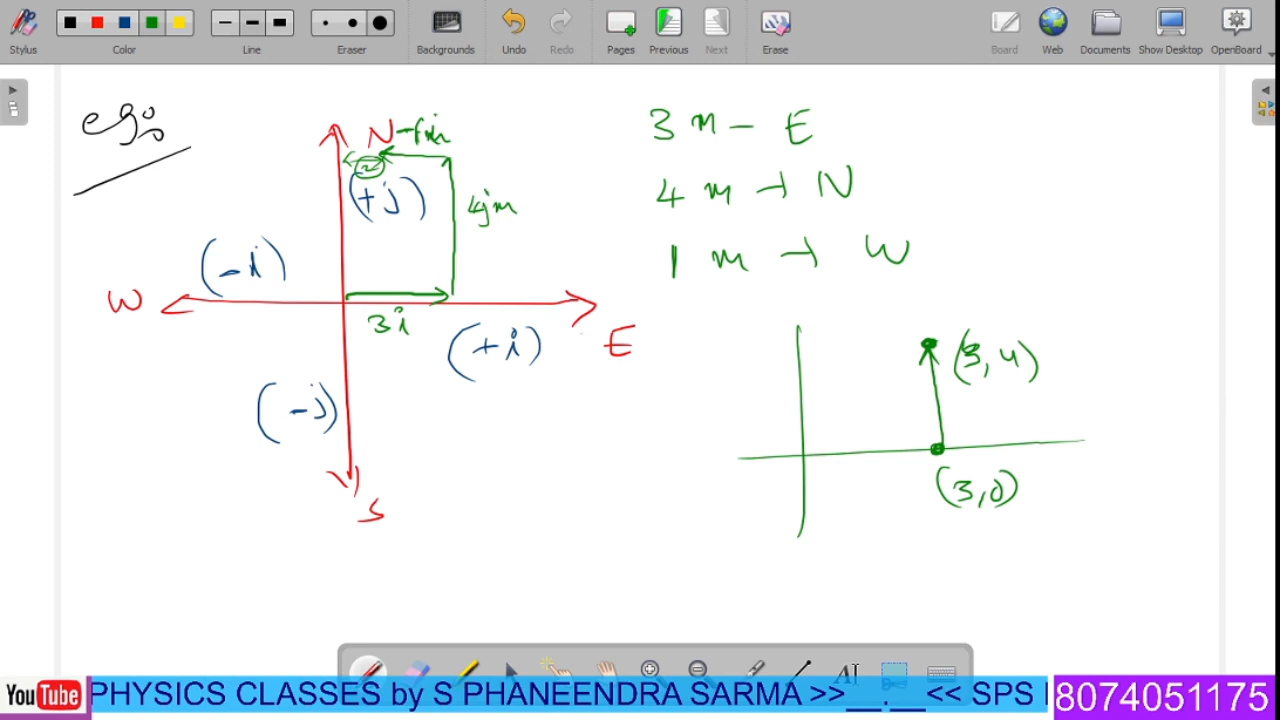 Stylus
Color
Line
Eraser
Backgrounds
Undo
Redo
Pages
Previous
Next
Erase
Board
Web
Documents
Show Desktop
OpenBoard
N
(+j)
4jm
(-i)
W
3i
(+i)
E
(-j)
S
3 m - E
4 m → N
1 m → W
(3,4)
(3,0)
YouTube
PHYSICS CLASSES by S PHANEENDRA SARMA >>__.__<< SPS
8074051175